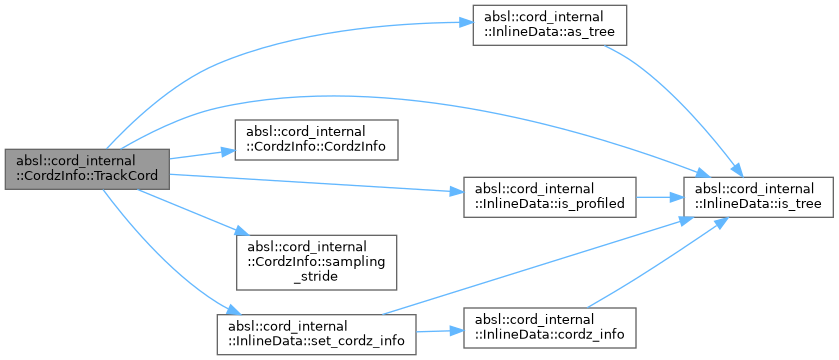 absl::cord_internal
::CordzInfo::TrackCord
absl::cord_internal
::InlineData::as_tree
absl::cord_internal
::CordzInfo::CordzInfo
absl::cord_internal
::InlineData::is_profiled
absl::cord_internal
::InlineData::is_tree
absl::cord_internal
::CordzInfo::sampling
_stride
absl::cord_internal
::InlineData::set_cordz_info
absl::cord_internal
::InlineData::cordz_info